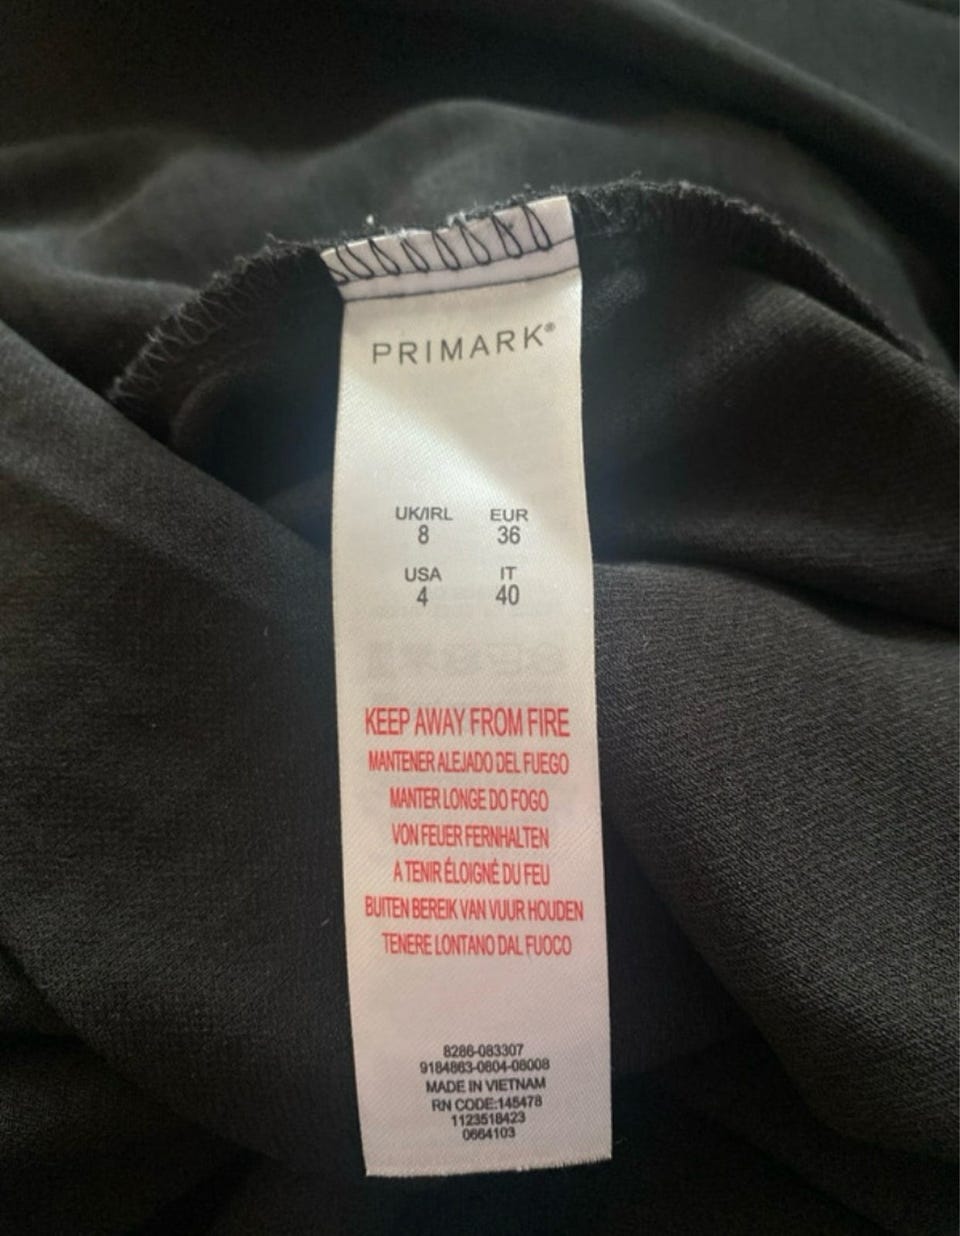 PRIMARK®
UK/IRL EUR
8 36
USA IT
4 40
KEEP AWAY FROM FIRE
MANTENER ALEJADO DEL FUEGO
MANTER LONGE DO FOGO
VON FEUER FERNHALTEN
A TENIR ÉLOIGNÉ DU FEU
BUITEN BEREIK VAN VUUR HOUDEN
TENERE LONTANO DAL FUOCO
8286-083307
9184863-0804-08008
MADE IN VIETNAM
RN CODE:145478
1123518423
0664103